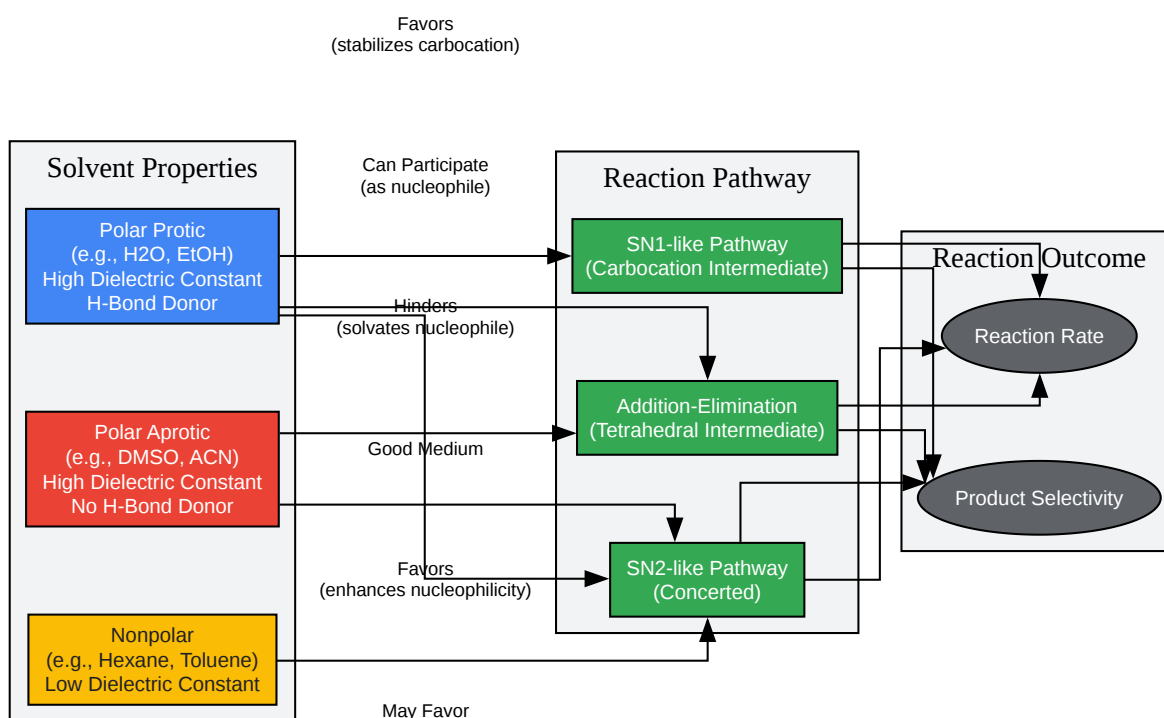 Favors
(stabilizes carbocation)
Solvent Properties
Polar Protic
(e.g., H2O, EtOH)
High Dielectric Constant
H-Bond Donor
Polar Aprotic
(e.g., DMSO, ACN)
High Dielectric Constant
No H-Bond Donor
Nonpolar
(e.g., Hexane, Toluene)
Low Dielectric Constant
Can Participate
(as nucleophile)
Hinders
(solvates nucleophile)
Good Medium
Favors
(enhances nucleophilicity)
May Favor
Reaction Pathway
SN1-like Pathway
(Carbocation Intermediate)
Addition-Elimination
(Tetrahedral Intermediate)
SN2-like Pathway
(Concerted)
Reaction Outcome
Reaction Rate
Product Selectivity